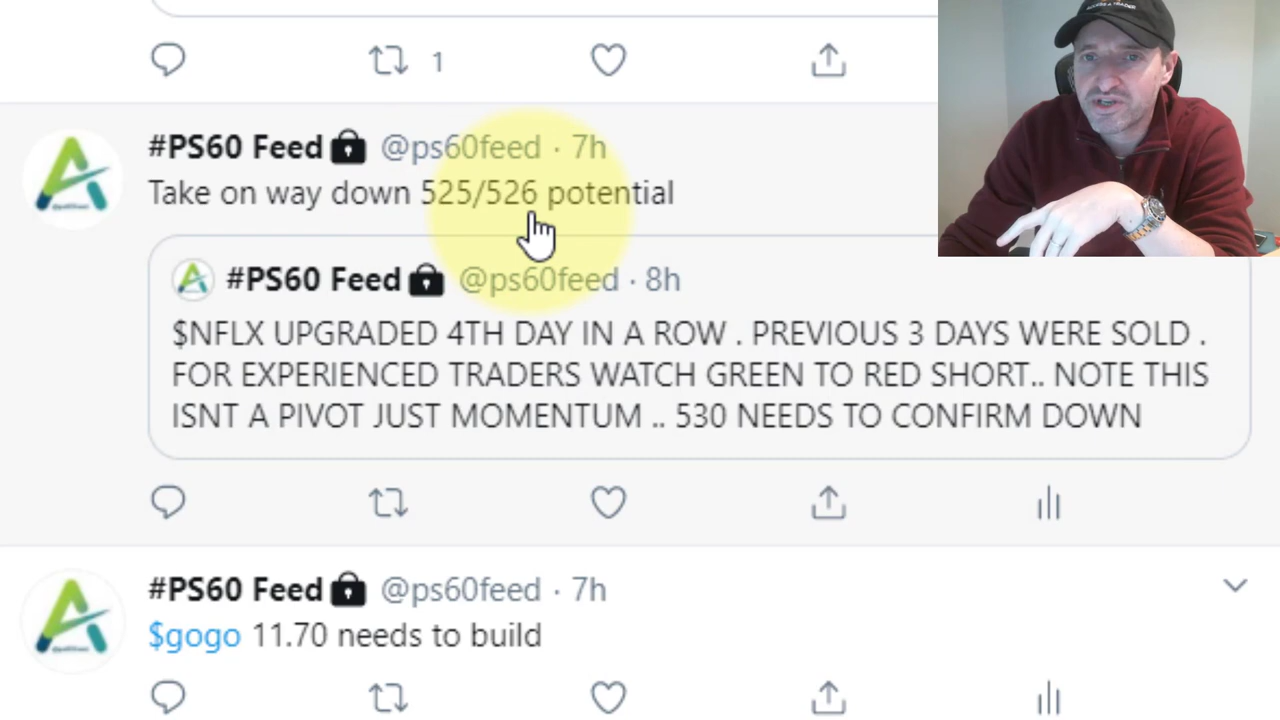 1
#PS60 Feed @ps60feed · 7h
Take on way down 525/526 potential
#PS60 Feed @ps60feed · 8h
$NFLX UPGRADED 4TH DAY IN A ROW . PREVIOUS 3 DAYS WERE SOLD .
FOR EXPERIENCED TRADERS WATCH GREEN TO RED SHORT.. NOTE THIS
ISNT A PIVOT JUST MOMENTUM .. 530 NEEDS TO CONFIRM DOWN
#PS60 Feed @ps60feed · 7h
$gogo 11.70 needs to build